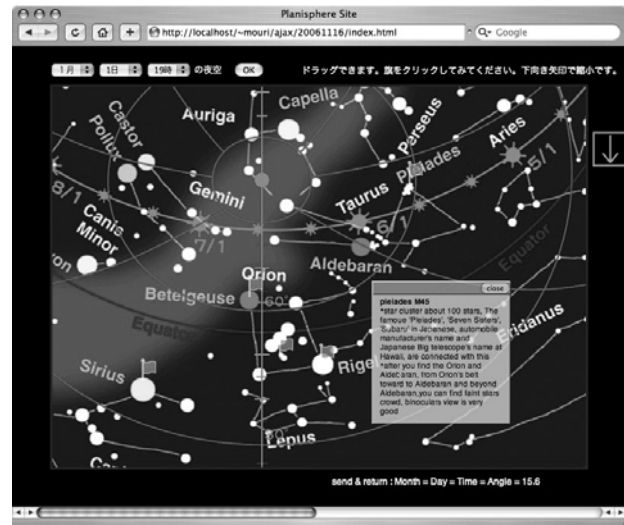 Planisphere Site
http://localhost/~mouri/ajax/20061116/index.html
Google
1月 1日 19時 の夜空 OK
ドラッグできます。旗をクリックしてみてください。下向き矢印で縮小です。
Capella
Auriga
Castor
Pollux
Perseus
Aries
Pleiades
5/1
Gemini
Taurus
8/1
6/1
Canis
Minor
7/1
Aldebaran
Equator
Orion
Betelgeuse
60°
Equator
close
pleiades M45
*star cluster about 100 stars, The
famous 'Pleiades', 'Seven Sisters',
'Subaru' in Japenese, automobile
manufacturer's name and
Japanese Big telescope's name at
Hawaii, are connected with this
*after you find the Orion and
Aldebaran, from Orion's belt
toward to Aldebaran and beyond
Aldebaran,you can find faint stars
crowd, binoculars view is very
good
Eridanus
Sirius
Rigel
Lepus
send & return : Month = Day = Time = Angle = 15.6